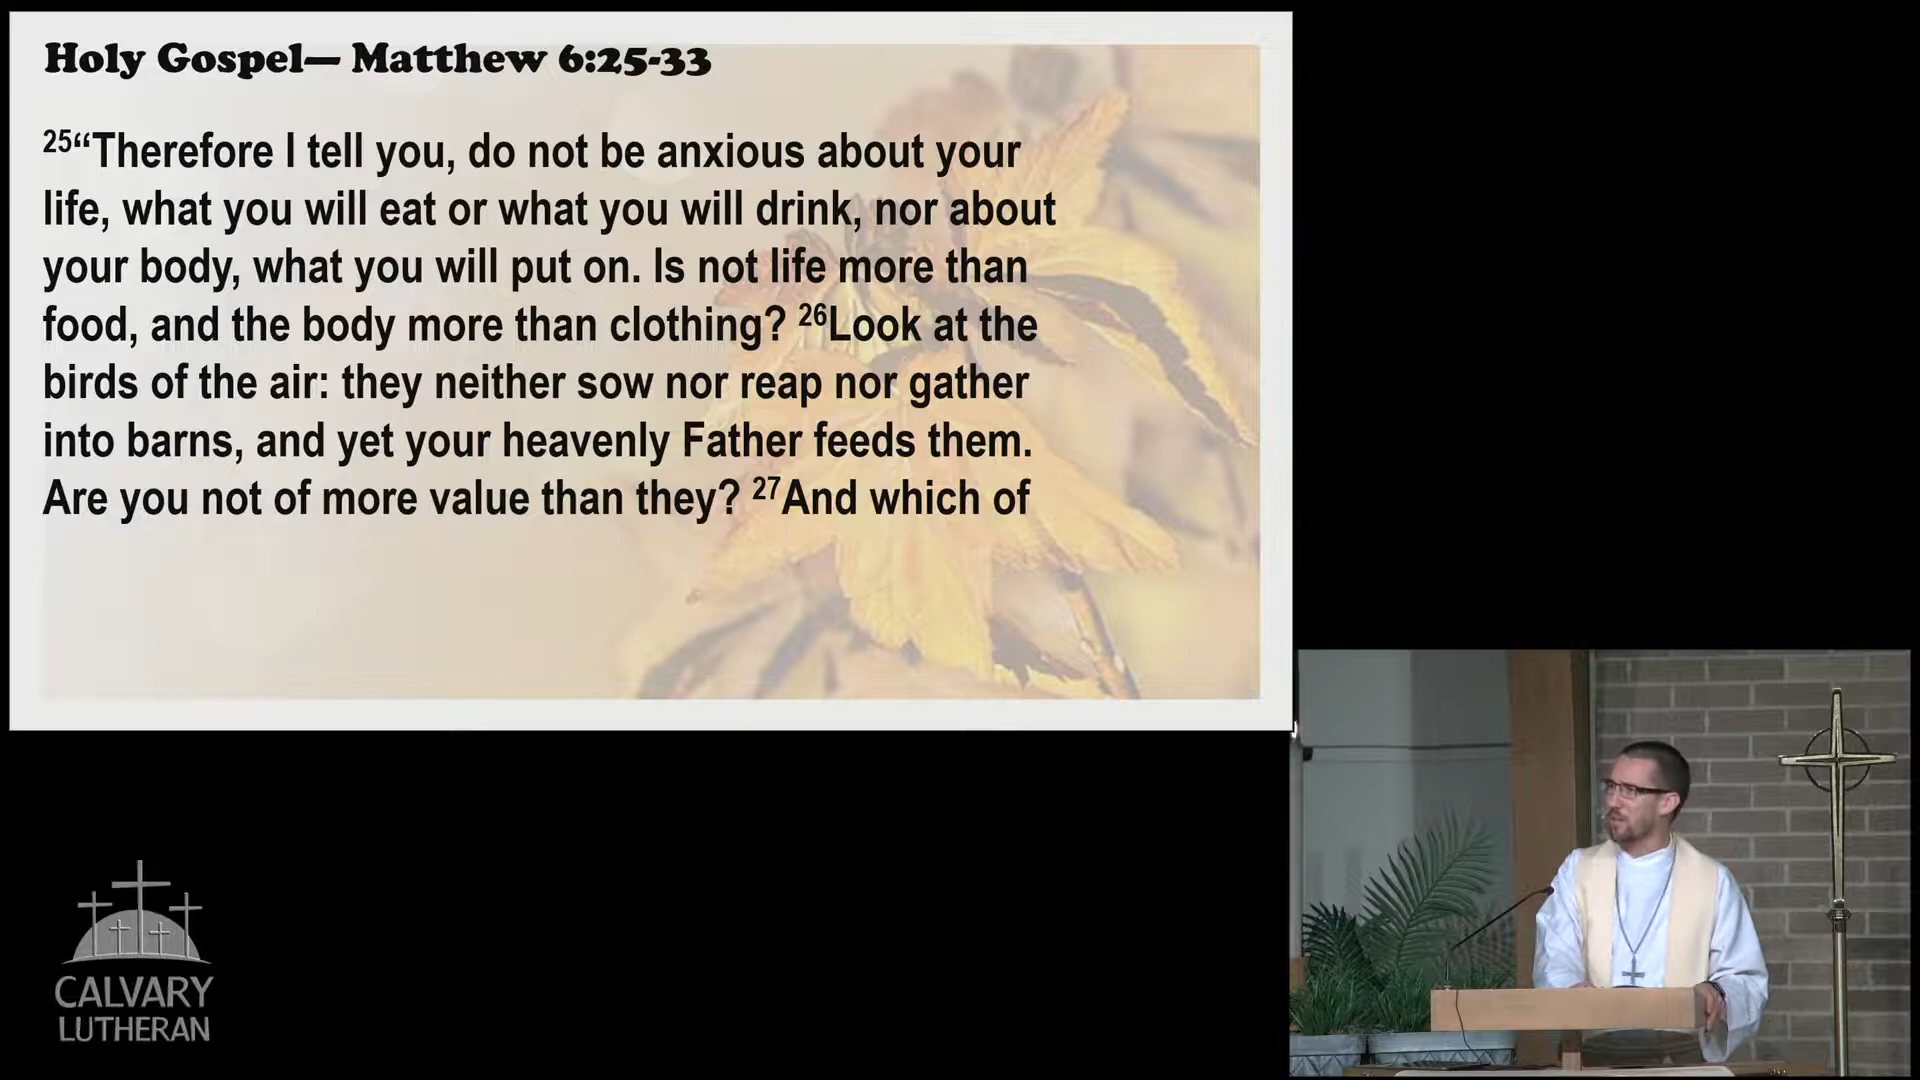 Holy Gospel— Matthew 6:25-33
25“Therefore I tell you, do not be anxious about your
life, what you will eat or what you will drink, nor about
your body, what you will put on. Is not life more than
food, and the body more than clothing? 26Look at the
birds of the air: they neither sow nor reap nor gather
into barns, and yet your heavenly Father feeds them.
Are you not of more value than they? 27And which of
CALVARY
LUTHERAN